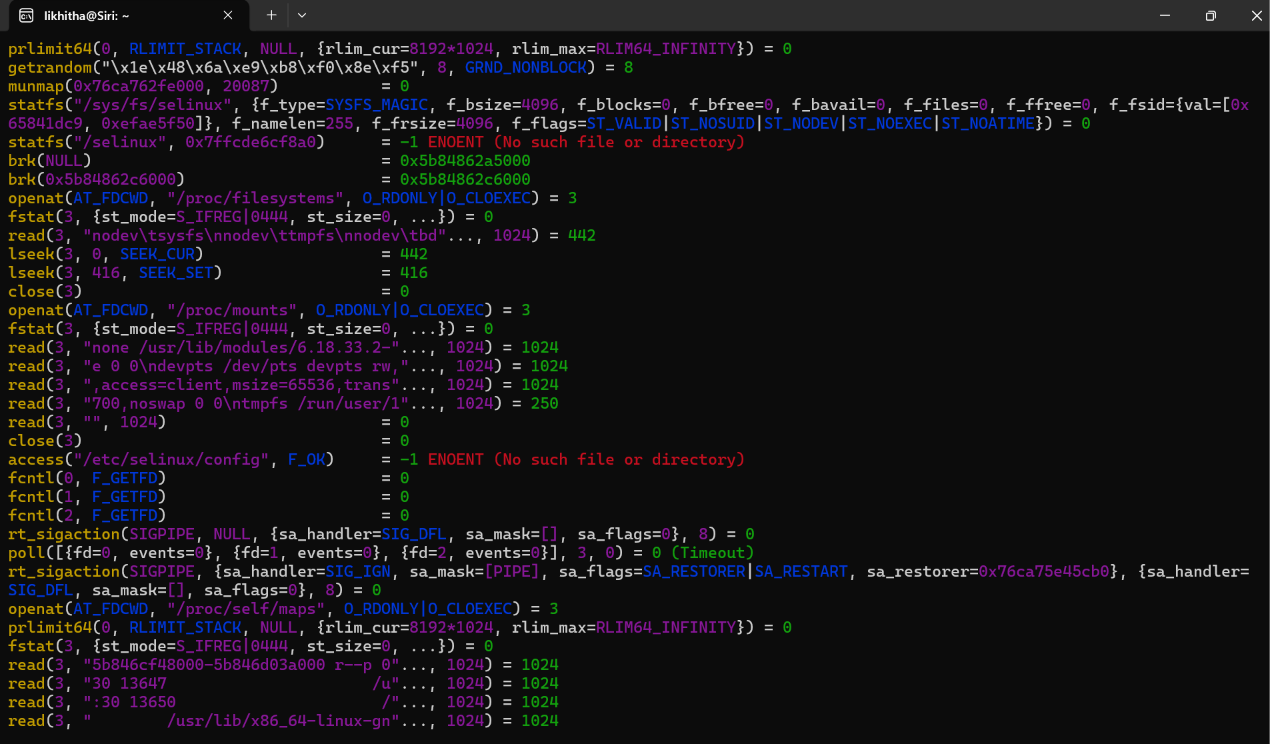 likhitha@Siri: ~
prlimit64(0, RLIMIT_STACK, NULL, {rlim_cur=8192*1024, rlim_max=RLIM64_INFINITY}) = 0
getrandom("\x1e\x48\x6a\xe9\xb8\xf0\x8e\xf5", 8, GRND_NONBLOCK) = 8
munmap(0x76ca762fe000, 20087)           = 0
statfs("/sys/fs/selinux", {f_type=SYSFS_MAGIC, f_bsize=4096, f_blocks=0, f_bfree=0, f_bavail=0, f_files=0, f_ffree=0, f_fsid={val=[0x
65841dc9, 0xefae5f50]}, f_namelen=255, f_frsize=4096, f_flags=ST_VALID|ST_NOSUID|ST_NODEV|ST_NOEXEC|ST_NOATIME}) = 0
statfs("/selinux", 0x7ffcde6cf8a0)      = -1 ENOENT (No such file or directory)
brk(NULL)                               = 0x5b84862a5000
brk(0x5b84862c6000)                     = 0x5b84862c6000
openat(AT_FDCWD, "/proc/filesystems", O_RDONLY|O_CLOEXEC) = 3
fstat(3, {st_mode=S_IFREG|0444, st_size=0, ...}) = 0
read(3, "nodev\tsysfs\nnodev\ttmpfs\nnodev\tbd"..., 1024) = 442
lseek(3, 0, SEEK_CUR)                   = 442
lseek(3, 416, SEEK_SET)                 = 416
close(3)                                = 0
openat(AT_FDCWD, "/proc/mounts", O_RDONLY|O_CLOEXEC) = 3
fstat(3, {st_mode=S_IFREG|0444, st_size=0, ...}) = 0
read(3, "none /usr/lib/modules/6.18.33.2-"..., 1024) = 1024
read(3, "e 0 0\ndevpts /dev/pts devpts rw,"..., 1024) = 1024
read(3, ",access=client,msize=65536,trans"..., 1024) = 1024
read(3, "700,noswap 0 0\ntmpfs /run/user/1"..., 1024) = 250
read(3, "", 1024)                       = 0
close(3)                                = 0
access("/etc/selinux/config", F_OK)     = -1 ENOENT (No such file or directory)
fcntl(0, F_GETFD)                       = 0
fcntl(1, F_GETFD)                       = 0
fcntl(2, F_GETFD)                       = 0
rt_sigaction(SIGPIPE, NULL, {sa_handler=SIG_DFL, sa_mask=[], sa_flags=0}, 8) = 0
poll([{fd=0, events=0}, {fd=1, events=0}, {fd=2, events=0}], 3, 0) = 0 (Timeout)
rt_sigaction(SIGPIPE, {sa_handler=SIG_IGN, sa_mask=[PIPE], sa_flags=SA_RESTORER|SA_RESTART, sa_restorer=0x76ca75e45cb0}, {sa_handler=
SIG_DFL, sa_mask=[], sa_flags=0}, 8) = 0
openat(AT_FDCWD, "/proc/self/maps", O_RDONLY|O_CLOEXEC) = 3
prlimit64(0, RLIMIT_STACK, NULL, {rlim_cur=8192*1024, rlim_max=RLIM64_INFINITY}) = 0
fstat(3, {st_mode=S_IFREG|0444, st_size=0, ...}) = 0
read(3, "5b846cf48000-5b846d03a000 r--p 0"..., 1024) = 1024
read(3, "30 13647                      /u"..., 1024) = 1024
read(3, ":30 13650                      /"..., 1024) = 1024
read(3, "        /usr/lib/x86_64-linux-gn"..., 1024) = 1024